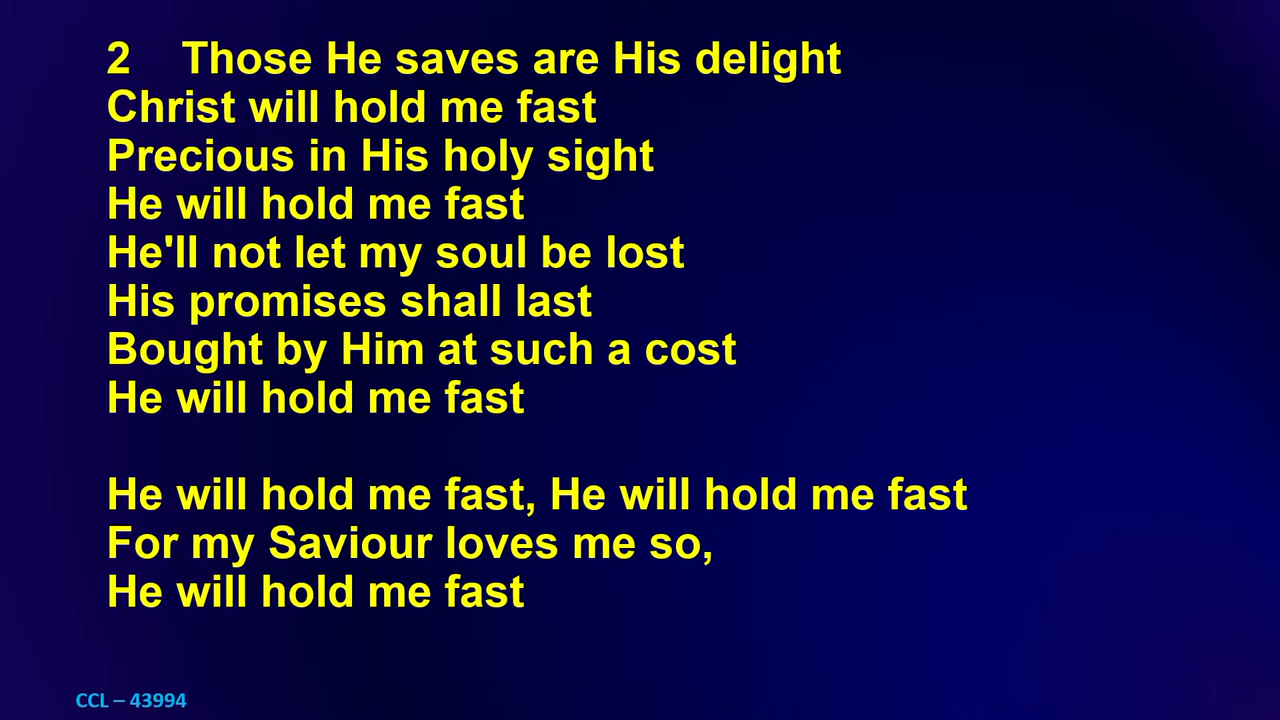 2 Those He saves are His delight
Christ will hold me fast
Precious in His holy sight
He will hold me fast
He'll not let my soul be lost
His promises shall last
Bought by Him at such a cost
He will hold me fast
He will hold me fast, He will hold me fast
For my Saviour loves me so,
He will hold me fast
CCL – 43994